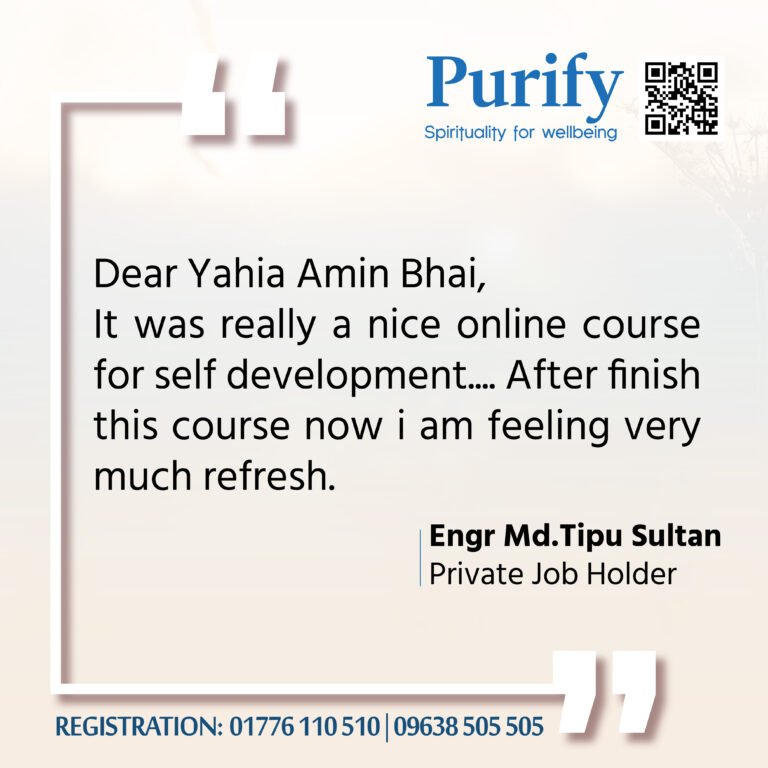 Purify
Spirituality for wellbeing
Dear Yahia Amin Bhai,
It was really a nice online course
for self development.... After finish
this course now i am feeling very
much refresh.
Engr Md.Tipu Sultan
Private Job Holder
REGISTRATION: 01776 110 510 | 09638 505 505